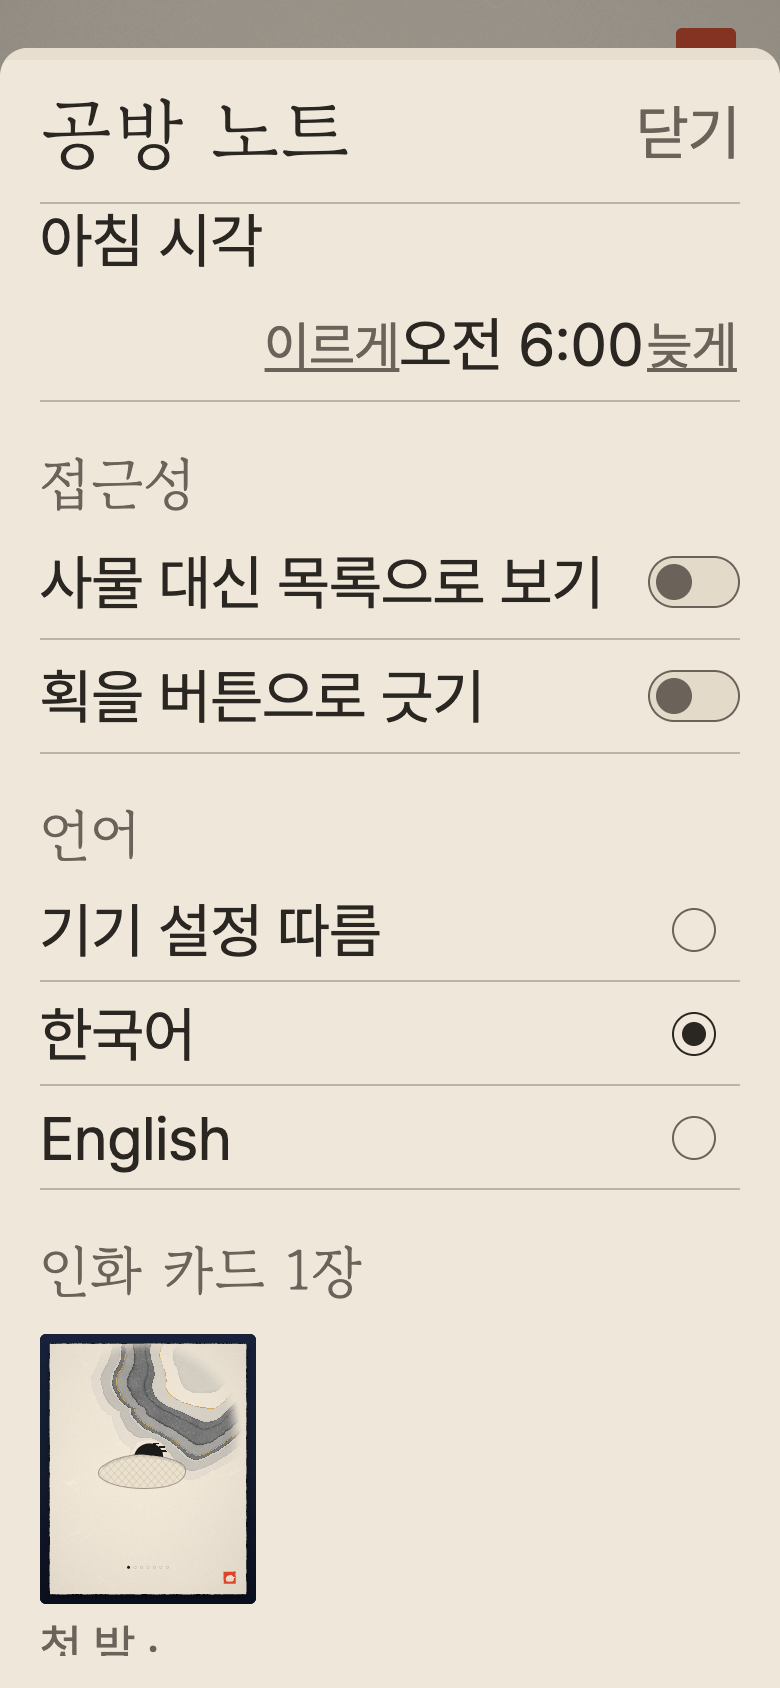 공방 노트
닫기
아침 시각
이르게 오전 6:00 늦게
접근성
사물 대신 목록으로 보기
획을 버튼으로 긋기
언어
기기 설정 따름
한국어
English
인화 카드 1장